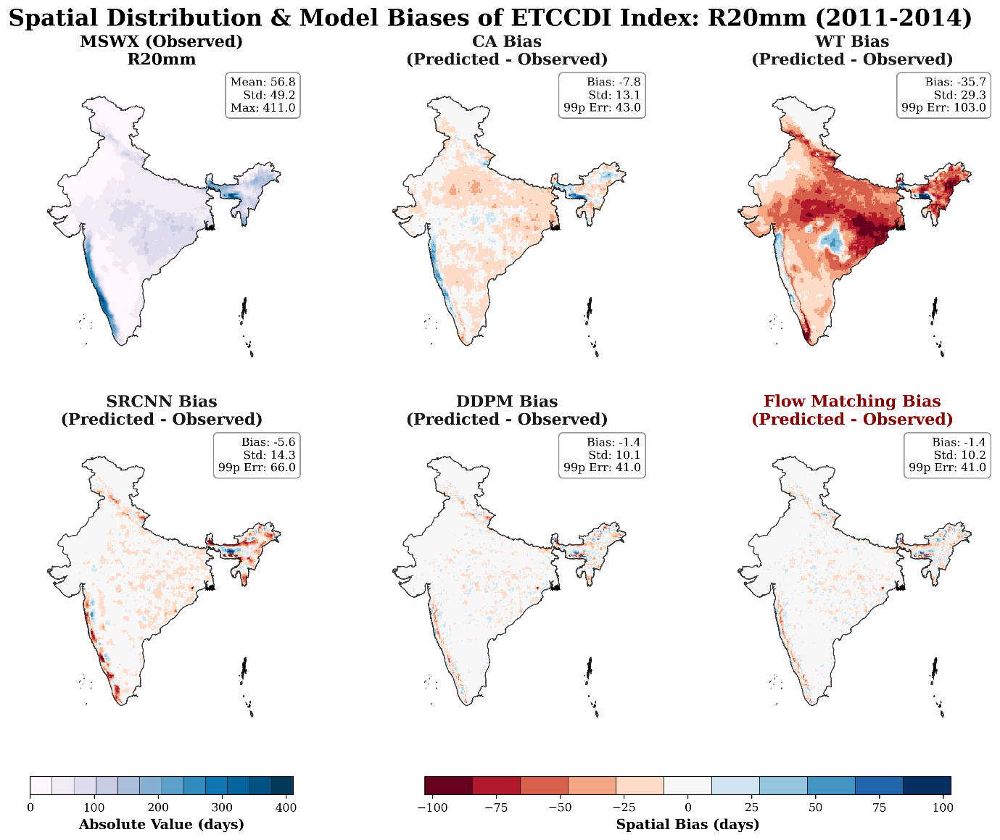 Spatial Distribution & Model Biases of ETCCDI Index: R20mm (2011-2014)
MSWX (Observed)
R20mm
Mean: 56.8
Std: 49.2
Max: 411.0
CA Bias
(Predicted - Observed)
Bias: -7.8
Std: 13.1
99p Err: 43.0
WT Bias
(Predicted - Observed)
Bias: -35.7
Std: 29.3
99p Err: 103.0
SRCNN Bias
(Predicted - Observed)
Bias: -5.6
Std: 14.3
99p Err: 66.0
DDPM Bias
(Predicted - Observed)
Bias: -1.4
Std: 10.1
99p Err: 41.0
Flow Matching Bias
(Predicted - Observed)
Bias: -1.4
Std: 10.2
99p Err: 41.0
0 100 200 300 400
Absolute Value (days)
−100 −75 −50 −25 0 25 50 75 100
Spatial Bias (days)